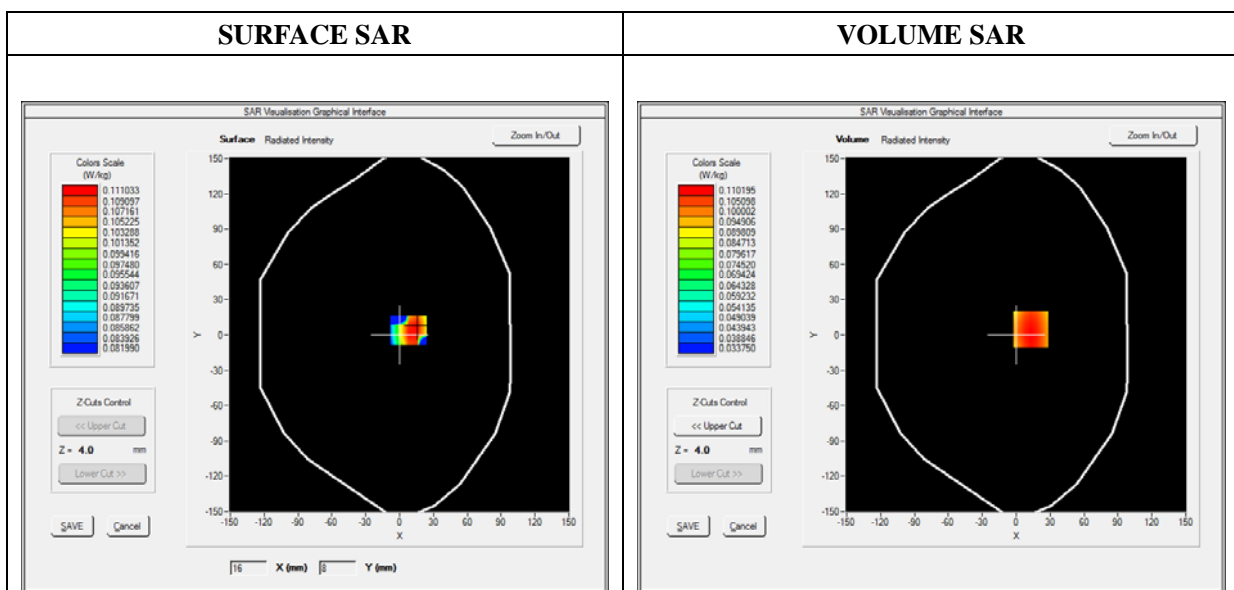 SURFACE SAR
VOLUME SAR
SAR Visualisation Graphical Interface
Surface Radiated Intensity
Zoom In/Out
Colors Scale
(W/kg)
0.111033
0.109097
0.107161
0.105225
0.103288
0.101352
0.099416
0.097480
0.095544
0.093607
0.091671
0.089735
0.087799
0.085862
0.083926
0.081990
Z-Cuts Control
<< Upper Cut
Z = 4.0 mm
Lower Cut >>
SAVE Cancel
150
120
90
60
30
0
-30
-60
-90
-120
-150
Y
-150 -120 -90 -60 -30 0 30 60 90 120 150
X
16 X (mm) 8 Y (mm)
SAR Visualisation Graphical Interface
Volume Radiated Intensity
Zoom In/Out
Colors Scale
(W/kg)
0.110195
0.105098
0.100002
0.094906
0.089809
0.084713
0.079617
0.074520
0.069424
0.064328
0.059232
0.054135
0.049039
0.043943
0.038846
0.033750
Z-Cuts Control
<< Upper Cut
Z = 4.0 mm
Lower Cut >>
SAVE Cancel
150
120
90
60
30
0
-30
-60
-90
-120
-150
Y
-150 -120 -90 -60 -30 0 30 60 90 120 150
X